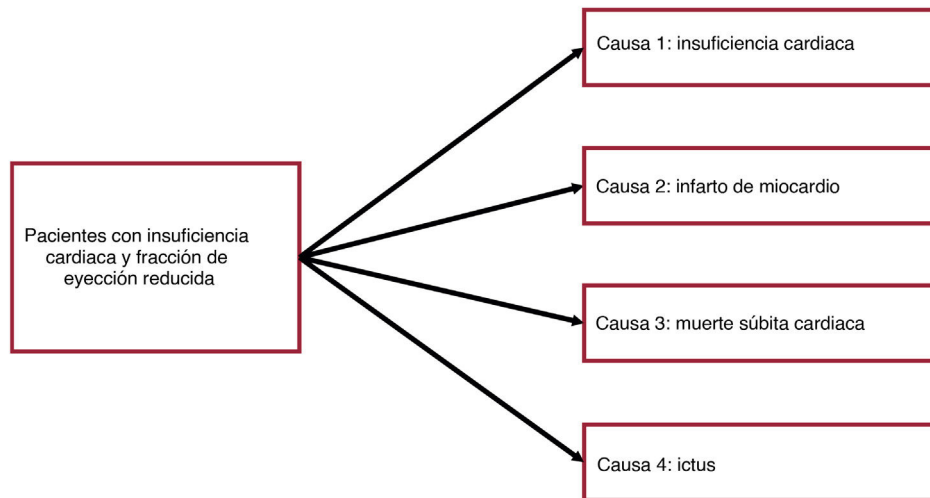 Causa 1: insuficiencia cardiaca
Causa 2: infarto de miocardio
Pacientes con insuficiencia
cardiaca y fracción de
eyección reducida
Causa 3: muerte súbita cardiaca
Causa 4: ictus